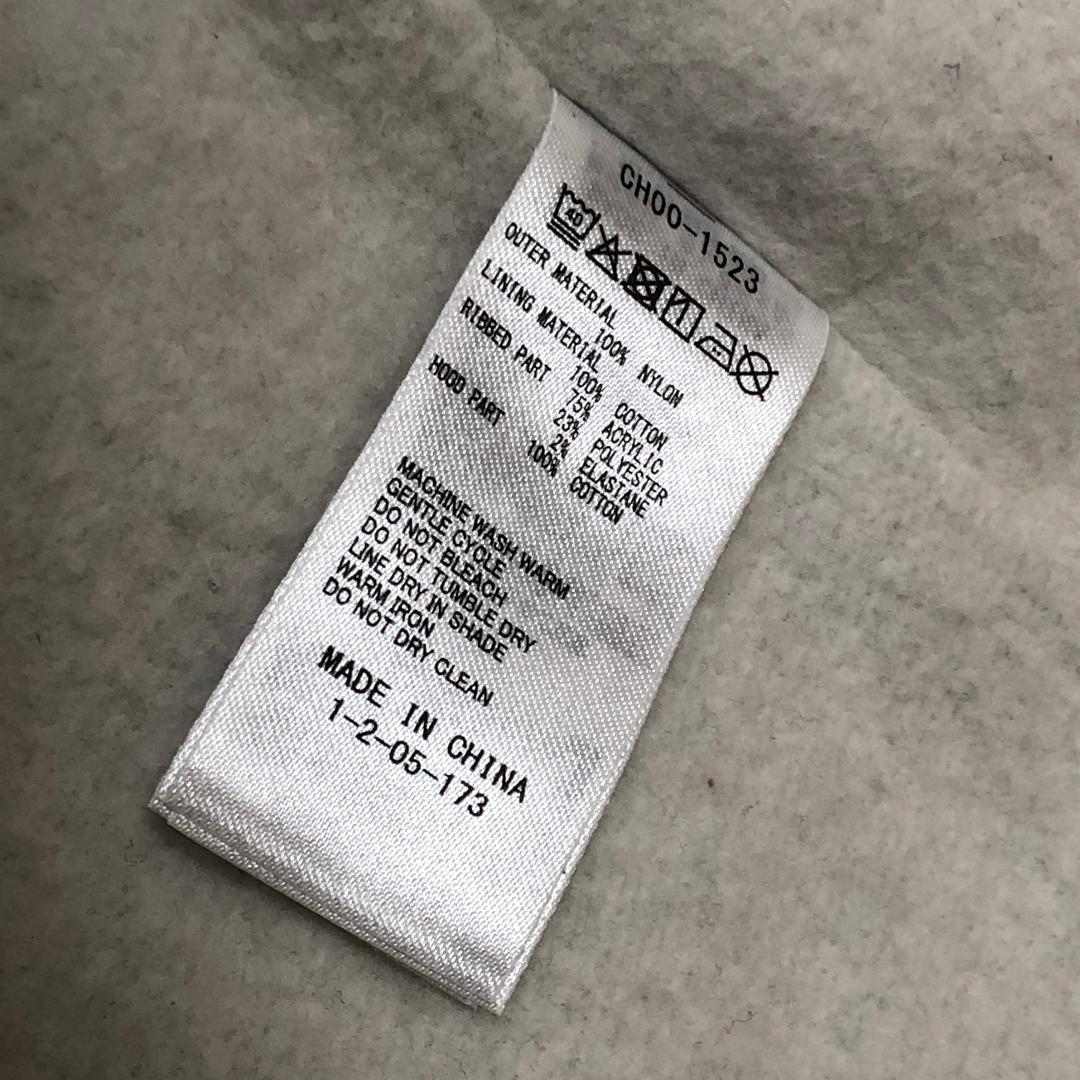 CH00-1523
40
OUTER MATERIAL
100% NYLON
LINING MATERIAL
100% COTTON
RIBBED PART 75% ACRYLIC
23% POLYESTER
2% ELASTANE
HOOD PART 100% COTTON
MACHINE WASH WARM
GENTLE CYCLE
DO NOT BLEACH
DO NOT TUMBLE DRY
LINE DRY IN SHADE
WARM IRON
DO NOT DRY CLEAN
MADE IN CHINA
1-2-05-173